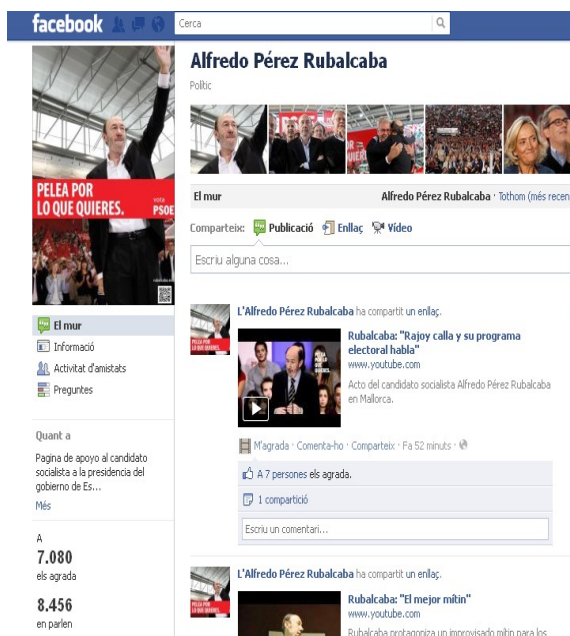 facebook
Cerca
Alfredo Pérez Rubalcaba
Polític
PELEA POR
LO QUE QUIERES.
vota
PSOE
El mur
Alfredo Pérez Rubalcaba · Tothom (més recen
Comparteix: Publicació Enllaç Vídeo
Escriu alguna cosa...
El mur
Informació
Activitat d'amistats
Preguntes
Quant a
Pagina de apoyo al candidato
socialista a la presidencia del
gobierno de Es...
Més
A
7.080
els agrada
8.456
en parlen
L'Alfredo Pérez Rubalcaba ha compartit un enllaç.
Rubalcaba: "Rajoy calla y su programa
electoral habla"
www.youtube.com
Acto del candidato socialista Alfredo Pérez Rubalcaba
en Mallorca.
M'agrada · Comenta-ho · Comparteix · Fa 52 minuts ·
A 7 persones els agrada.
1 compartició
Escriu un comentari...
L'Alfredo Pérez Rubalcaba ha compartit un enllaç.
Rubalcaba: "El mejor mítin"
www.youtube.com
Rubalcaba protagoniza un improvisado mítin para los